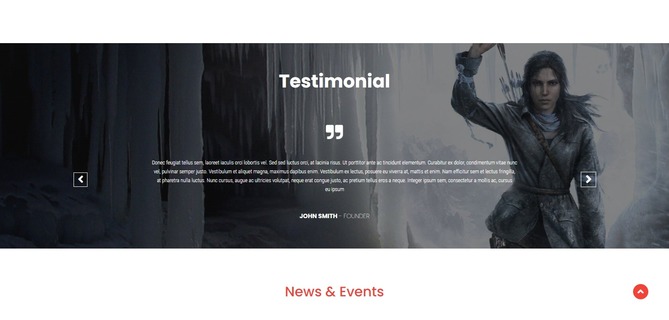 Testimonial
Donec feugiat tellus sem, laoreet iaculis orci lobortis vel. Sed sed luctus orci, at lacinia risus. Ut porttitor ante ac tincidunt elementum. Curabitur ex dolor, condimentum vitae nunc
vel, pulvinar semper justo. Vestibulum et aliquet magna, maximus dapibus enim. Vestibulum ex lectus, posuere eu viverra at, mattis et enim. Nam efficitur sem et lectus fringilla,
at pharetra nulla luctus. Nunc cursus, augue ac ultricies volutpat, neque erat congue justo, ac pretium tellus eros a neque. Integer ipsum sem, consectetur a mollis ac, cursus
eu ipsum
JOHN SMITH - FOUNDER
News & Events